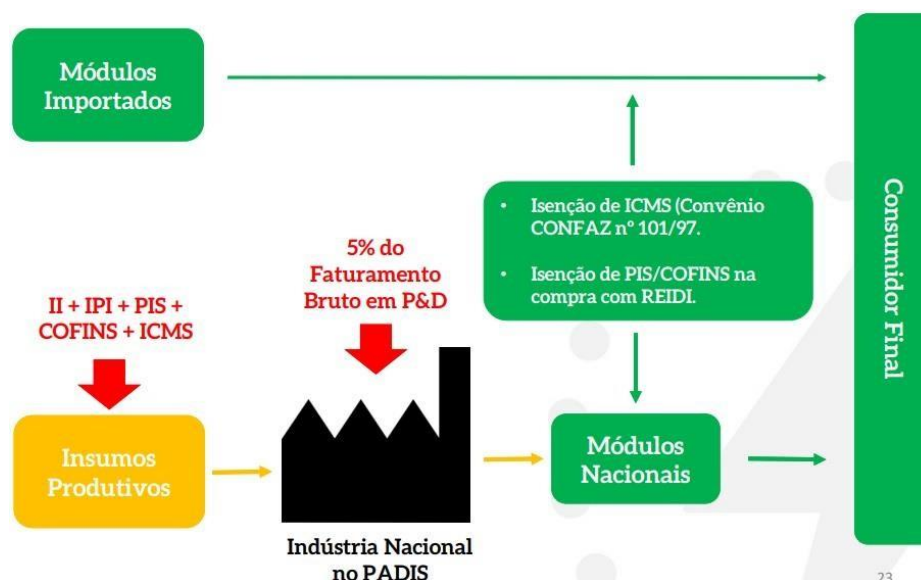 Módulos
Importados
• Isenção de ICMS (Convênio
CONFAZ nº 101/97.
• Isenção de PIS/COFINS na
compra com REIDI.
5% do
Faturamento
Bruto em P&D
II + IPI + PIS +
COFINS + ICMS
Insumos
Produtivos
Indústria Nacional
no PADIS
Módulos
Nacionais
Consumidor Final
23